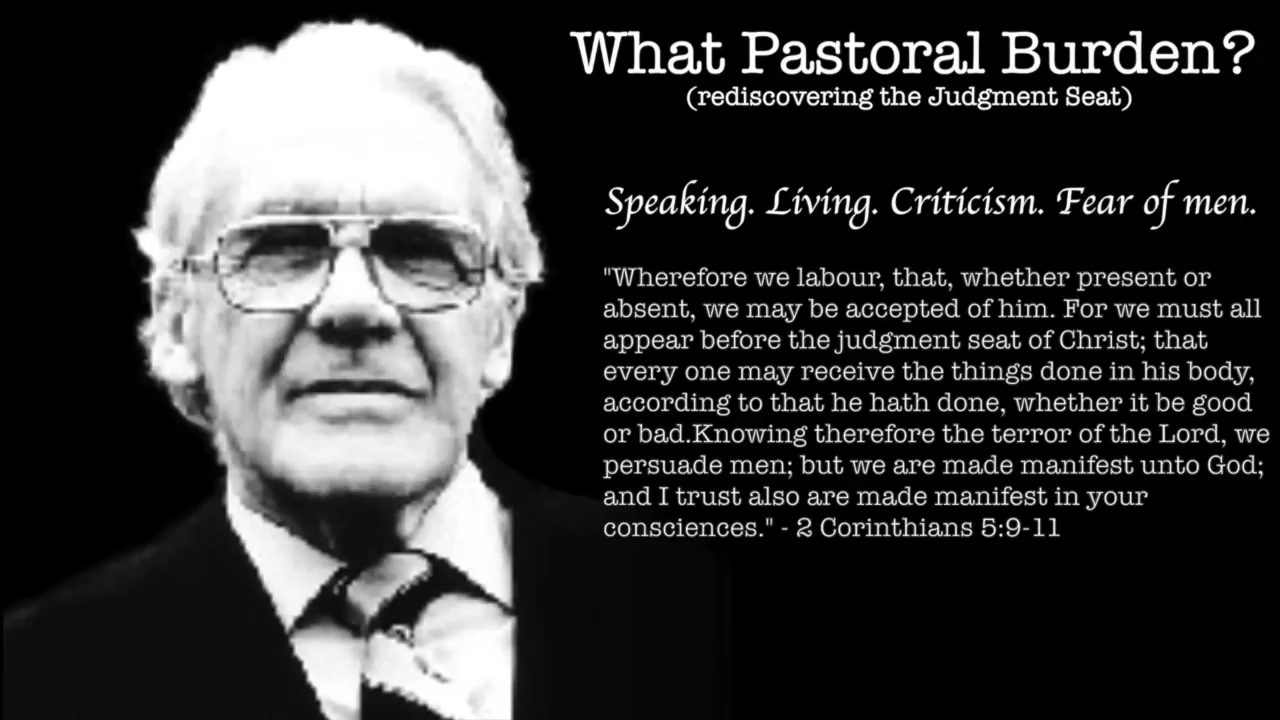 What Pastoral Burden?
(rediscovering the Judgment Seat)
Speaking. Living. Criticism. Fear of men.
"Wherefore we labour, that, whether present or
absent, we may be accepted of him. For we must all
appear before the judgment seat of Christ; that
every one may receive the things done in his body,
according to that he hath done, whether it be good
or bad.Knowing therefore the terror of the Lord, we
persuade men; but we are made manifest unto God;
and I trust also are made manifest in your
consciences." - 2 Corinthians 5:9-11